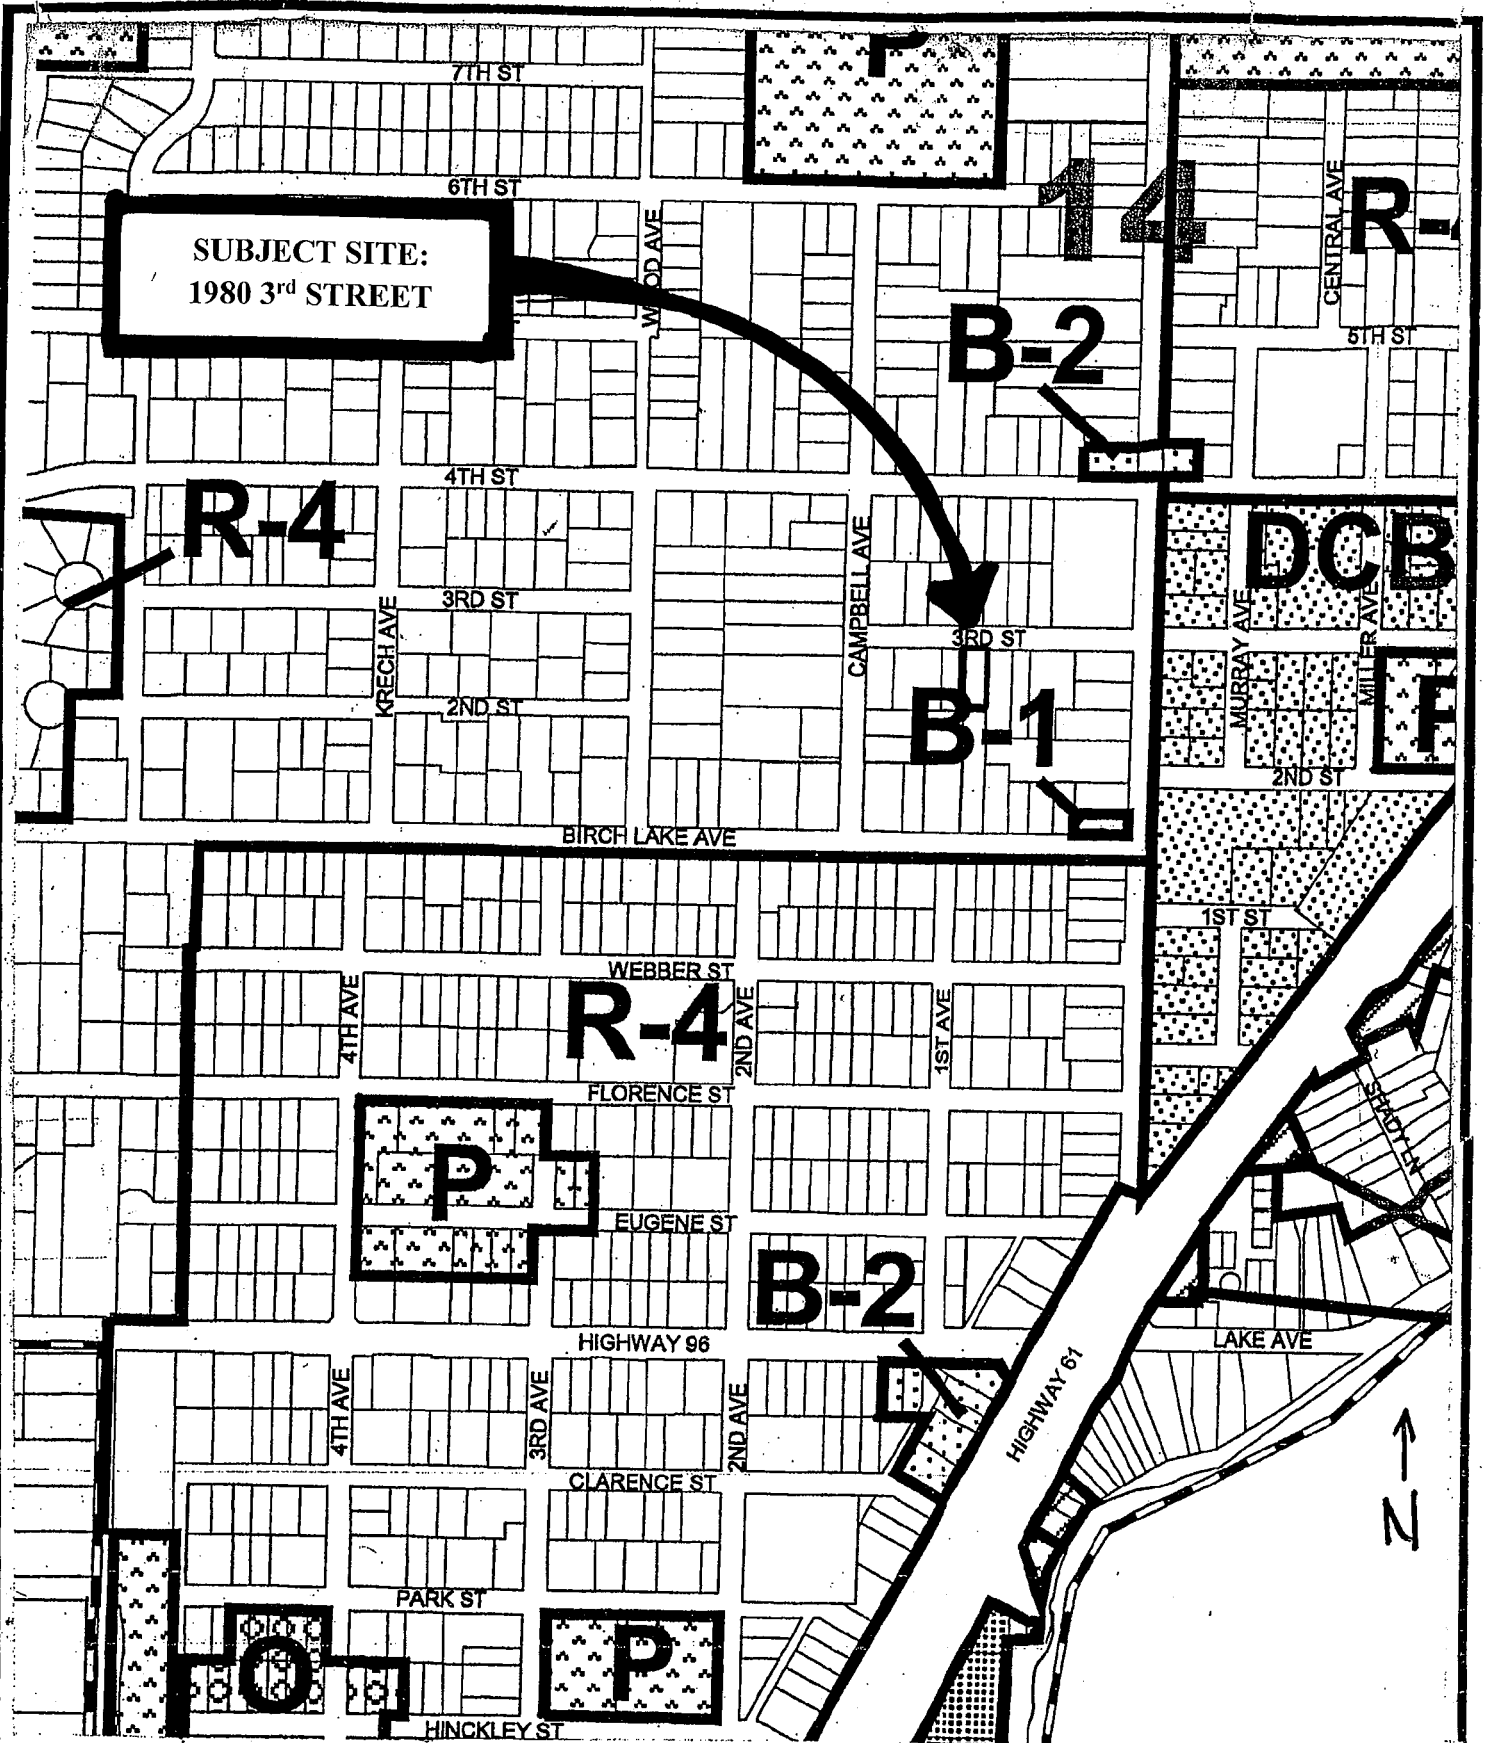 P
7TH ST
6TH ST
14
R-4
CENTRAL AVE
SUBJECT SITE:
1980 3rd STREET
WOOD AVE
B-2
5TH ST
4TH ST
R-4
DCB
3RD ST
KRECH AVE
CAMPBELL AVE
3RD ST
MURRAY AVE
MILLER AVE
P
2ND ST
B-1
2ND ST
BIRCH LAKE AVE
1ST ST
WEBBER ST
R-4
4TH AVE
2ND AVE
1ST AVE
FLORENCE ST
SHADY LN
P
EUGENE ST
B-2
HIGHWAY 96
LAKE AVE
HIGHWAY 61
4TH AVE
3RD AVE
2ND AVE
CLARENCE ST
N
PARK ST
O
P
HINCKLEY ST